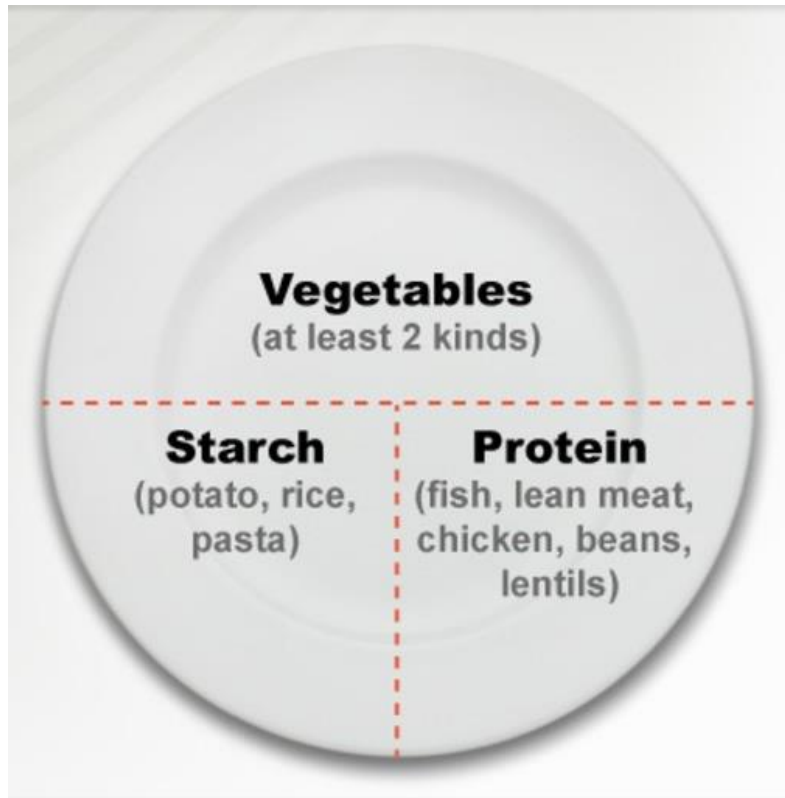 Vegetables
(at least 2 kinds)
Starch
(potato, rice,
pasta)
Protein
(fish, lean meat,
chicken, beans,
lentils)